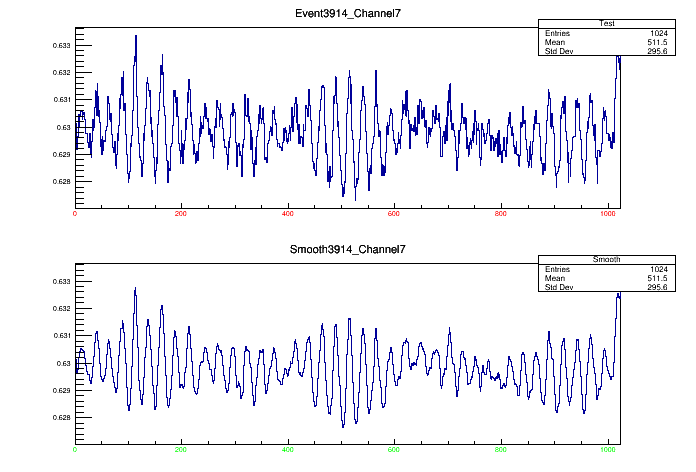 Event3914_Channel7
Test
Entries 1024
Mean 511.5
Std Dev 295.6
0.633
0.632
0.631
0.63
0.629
0.628
0 200 400 600 800 1000
Smooth3914_Channel7
Smooth
Entries 1024
Mean 511.5
Std Dev 295.6
0.633
0.632
0.631
0.63
0.629
0.628
0 200 400 600 800 1000